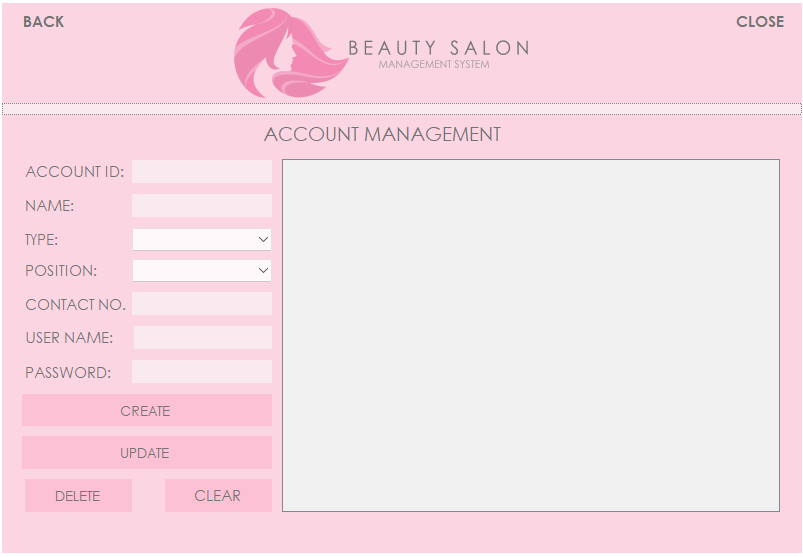 BACK
CLOSE
BEAUTY SALON
MANAGEMENT SYSTEM
ACCOUNT MANAGEMENT
ACCOUNT ID:
NAME:
TYPE:
POSITION:
CONTACT NO.
USER NAME:
PASSWORD:
CREATE
UPDATE
DELETE
CLEAR